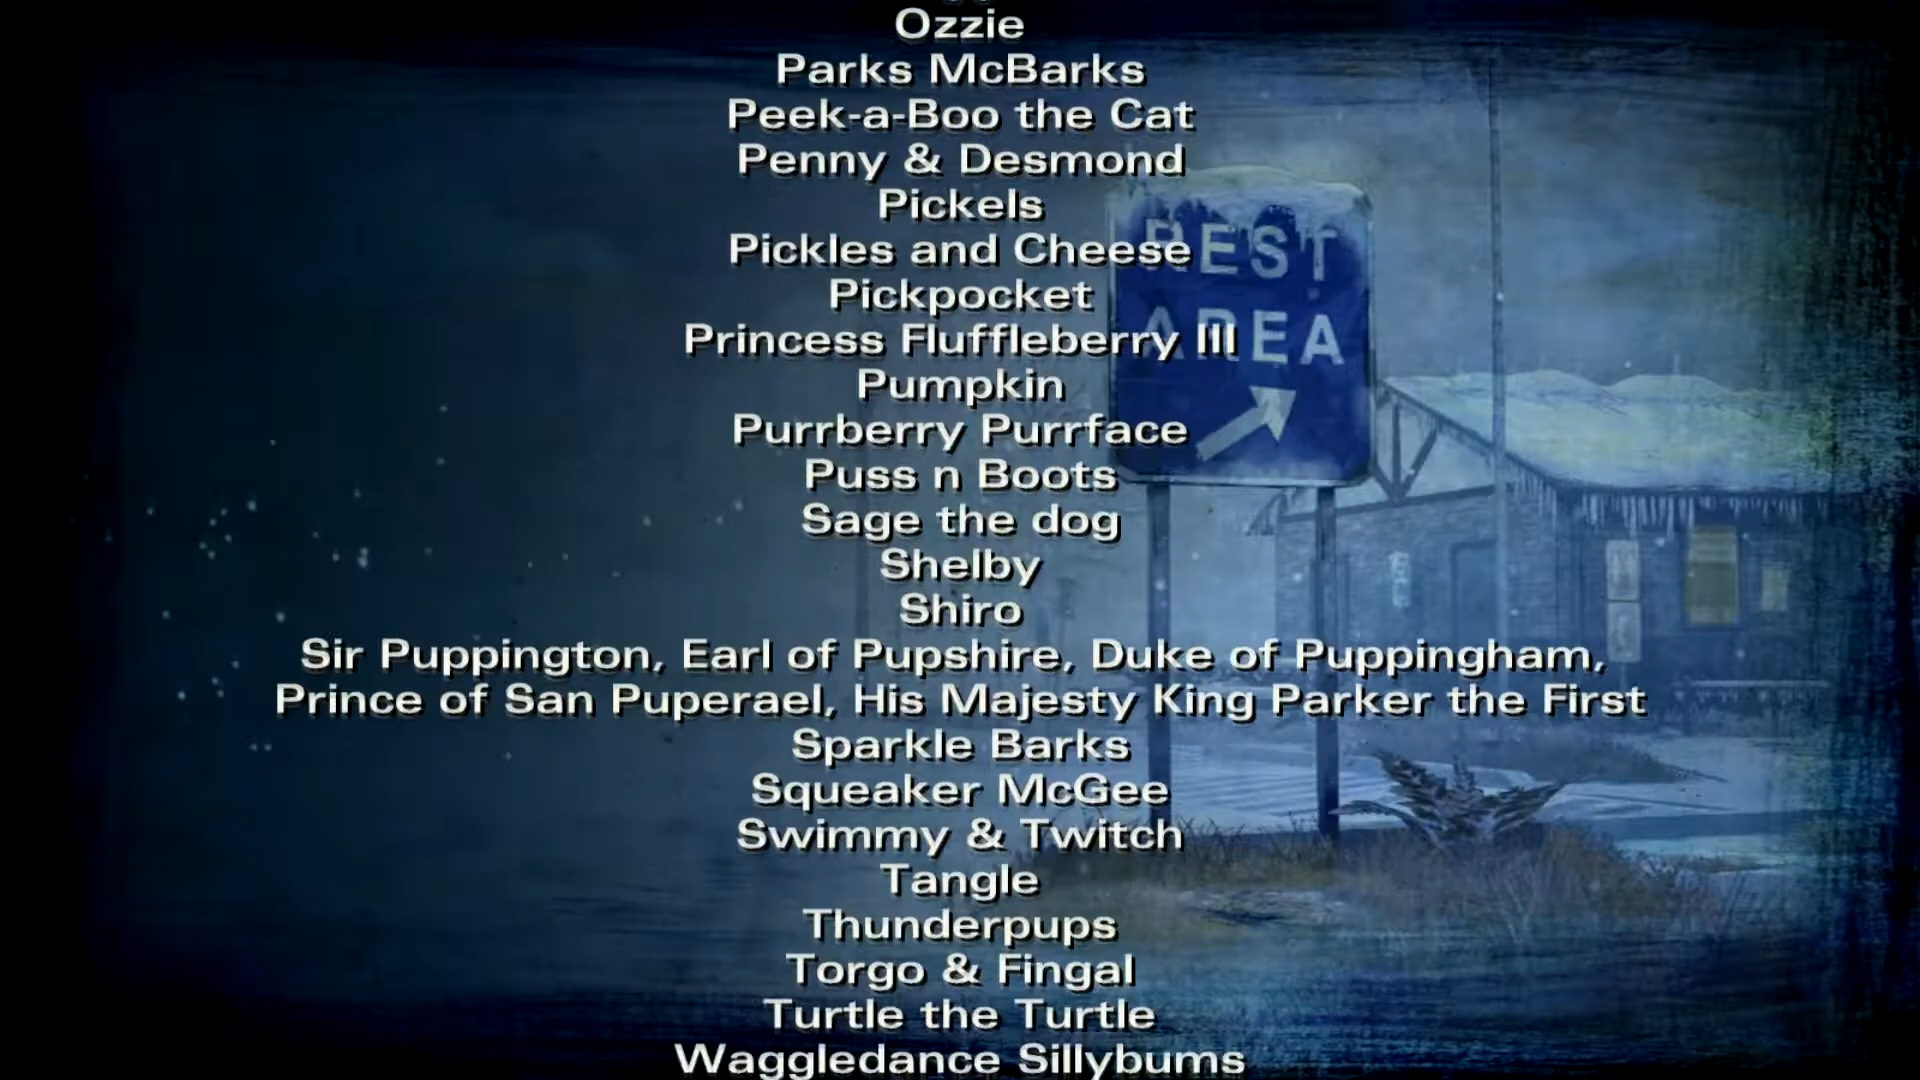 Ozzie
Parks McBarks
Peek-a-Boo the Cat
Penny & Desmond
Pickels
Pickles and Cheese
Pickpocket
Princess Fluffleberry III
Pumpkin
Purrberry Purrface
Puss n Boots
Sage the dog
Shelby
Shiro
Sir Puppington, Earl of Pupshire, Duke of Puppingham,
Prince of San Puperael, His Majesty King Parker the First
Sparkle Barks
Squeaker McGee
Swimmy & Twitch
Tangle
Thunderpups
Torgo & Fingal
Turtle the Turtle
Waggledance Sillybums
REST
AREA